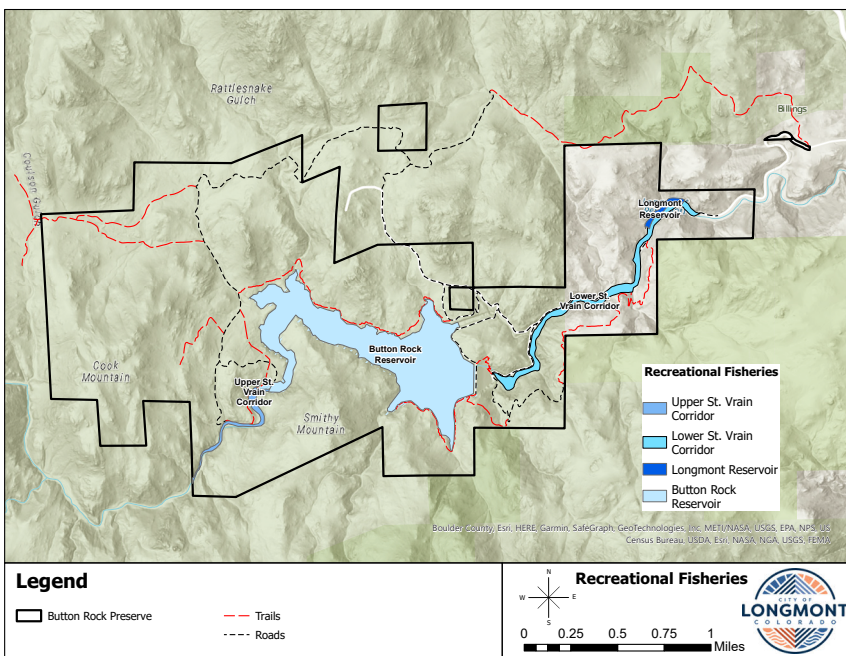 Rattlesnake
Gulch
Billings
Coulson Gulch
Longmont
Reservoir
Lower St.
Vrain Corridor
Button Rock
Reservoir
Cook
Mountain
Upper St.
Vrain
Corridor
Smithy
Mountain
Recreational Fisheries
Upper St. Vrain
Corridor
Lower St. Vrain
Corridor
Longmont Reservoir
Button Rock
Reservoir
Boulder County, Esri, HERE, Garmin, SafeGraph, GeoTechnologies, Inc, METI/NASA, USGS, EPA, NPS, US
Census Bureau, USDA, Esri, NASA, NGA, USGS, FEMA
Legend
Button Rock Preserve
Trails
Roads
N
W E
S
Recreational Fisheries
0 0.25 0.5 0.75 1
Miles
CITY OF
LONGMONT
COLORADO